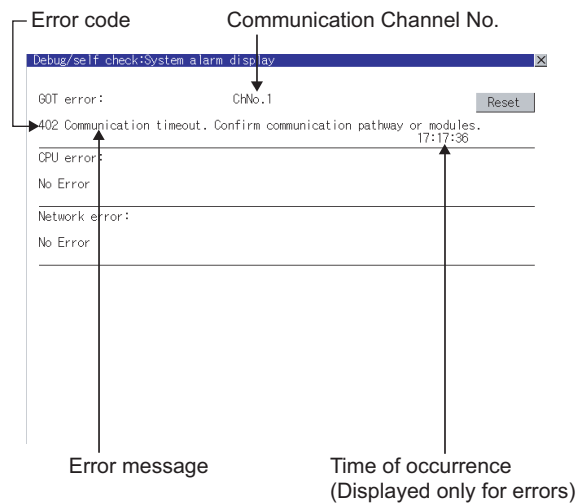 Error code
Communication Channel No.
Debug/self check:System alarm display
GOT error:
ChNo.1
Reset
402 Communication timeout. Confirm communication pathway or modules.
17:17:36
CPU error:
No Error
Network error:
No Error
Error message
Time of occurrence
(Displayed only for errors)